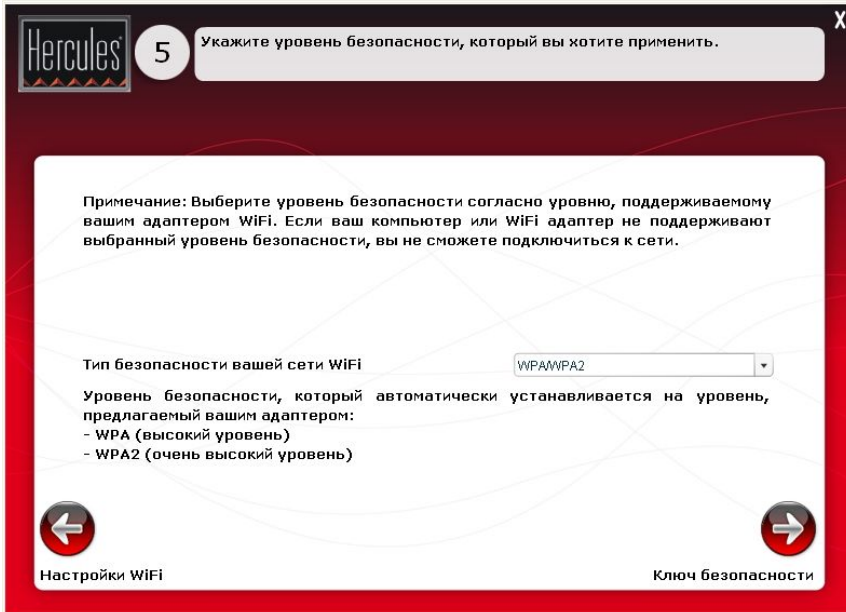 X
Hercules
5
Укажите уровень безопасности, который вы хотите применить.
Примечание: Выберите уровень безопасности согласно уровню, поддерживаемому
вашим адаптером WiFi. Если ваш компьютер или WiFi адаптер не поддерживают
выбранный уровень безопасности, вы не сможете подключиться к сети.
Тип безопасности вашей сети WiFi
WPA/WPA2
Уровень безопасности, который автоматически устанавливается на уровень,
предлагаемый вашим адаптером:
- WPA (высокий уровень)
- WPA2 (очень высокий уровень)
Настройки WiFi
Ключ безопасности